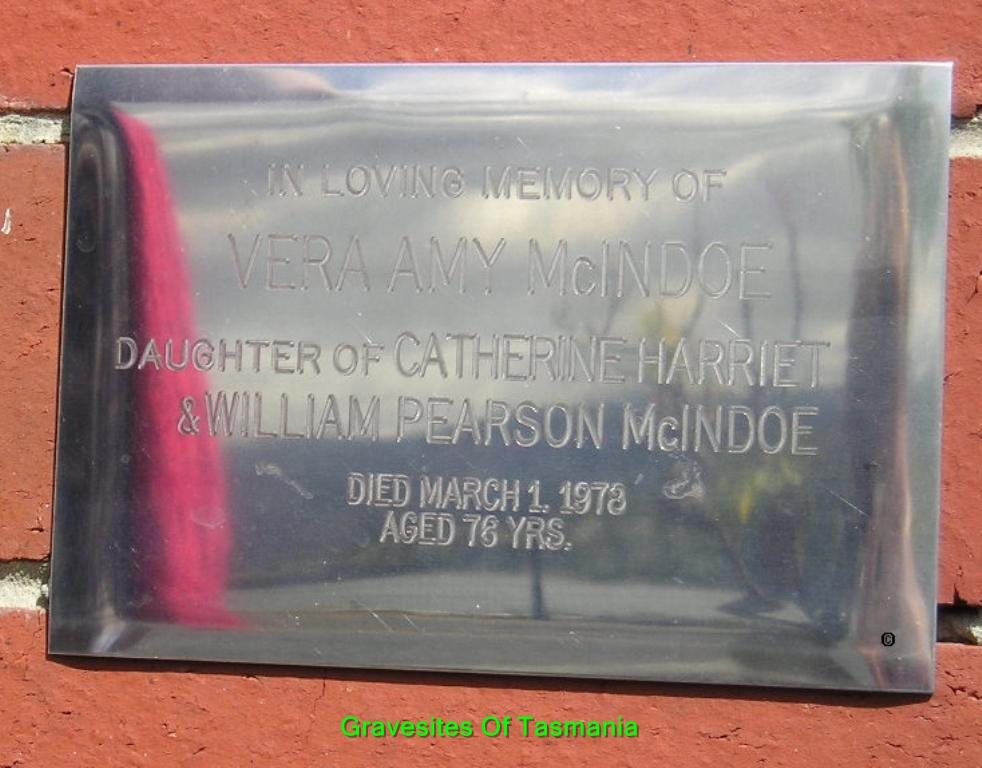 IN LOVING MEMORY OF
VERA AMY McINDOE
DAUGHTER OF CATHERINE HARRIET
& WILLIAM PEARSON McINDOE
DIED MARCH 1. 1978
AGED 76 YRS.
©
Gravesites Of Tasmania